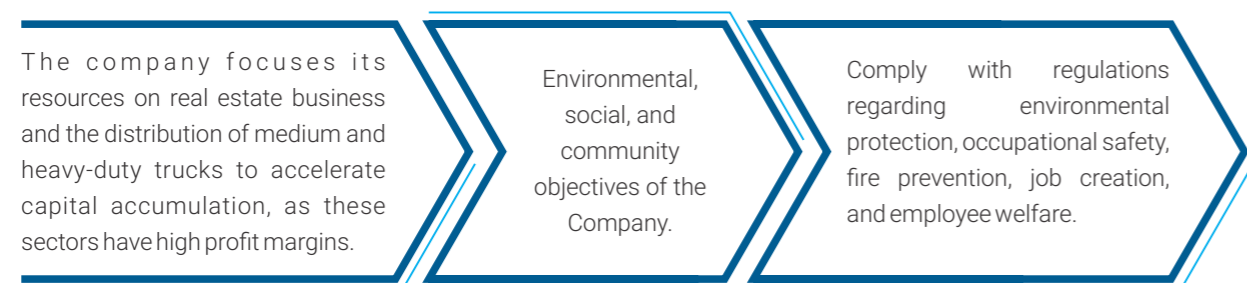 The company focuses its
resources on real estate business
and the distribution of medium and
heavy-duty trucks to accelerate
capital accumulation, as these
sectors have high profit margins.
Environmental,
social, and
community
objectives of the
Company.
Comply with regulations
regarding environmental
protection, occupational safety,
fire prevention, job creation,
and employee welfare.